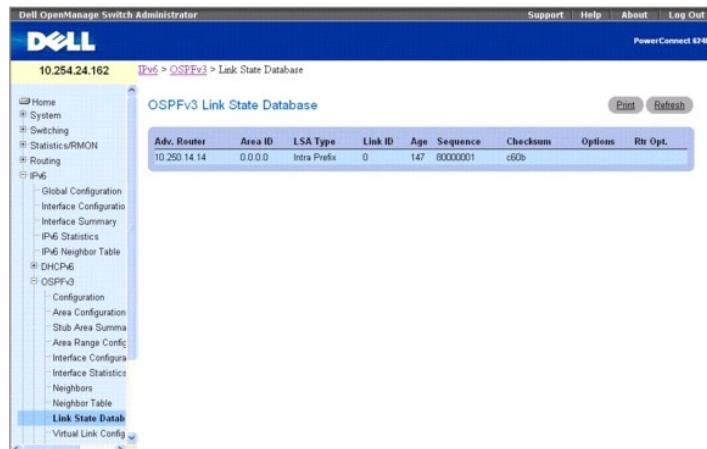 Dell OpenManage Switch Administrator Support Help About Log Out
DELL
PowerConnect 624
10.254.24.162
IPv6 > OSPFv3 > Link State Database
Home
System
Switching
Statistics/RMON
Routing
IPv6
Global Configuration
Interface Configuratio
Interface Summary
IPv6 Statistics
IPv6 Neighbor Table
DHCPv6
OSPFv3
Configuration
Area Configuration
Stub Area Summa
Area Range Config
Interface Configura
Interface Statistics
Neighbors
Neighbor Table
Link State Datab
Virtual Link Config
OSPFv3 Link State Database
Print Refresh
Adv. Router Area ID LSA Type Link ID Age Sequence Checksum Options Rtr Opt.
10.250.14.14 0.0.0.0 Intra Prefix 0 147 80000001 c60b